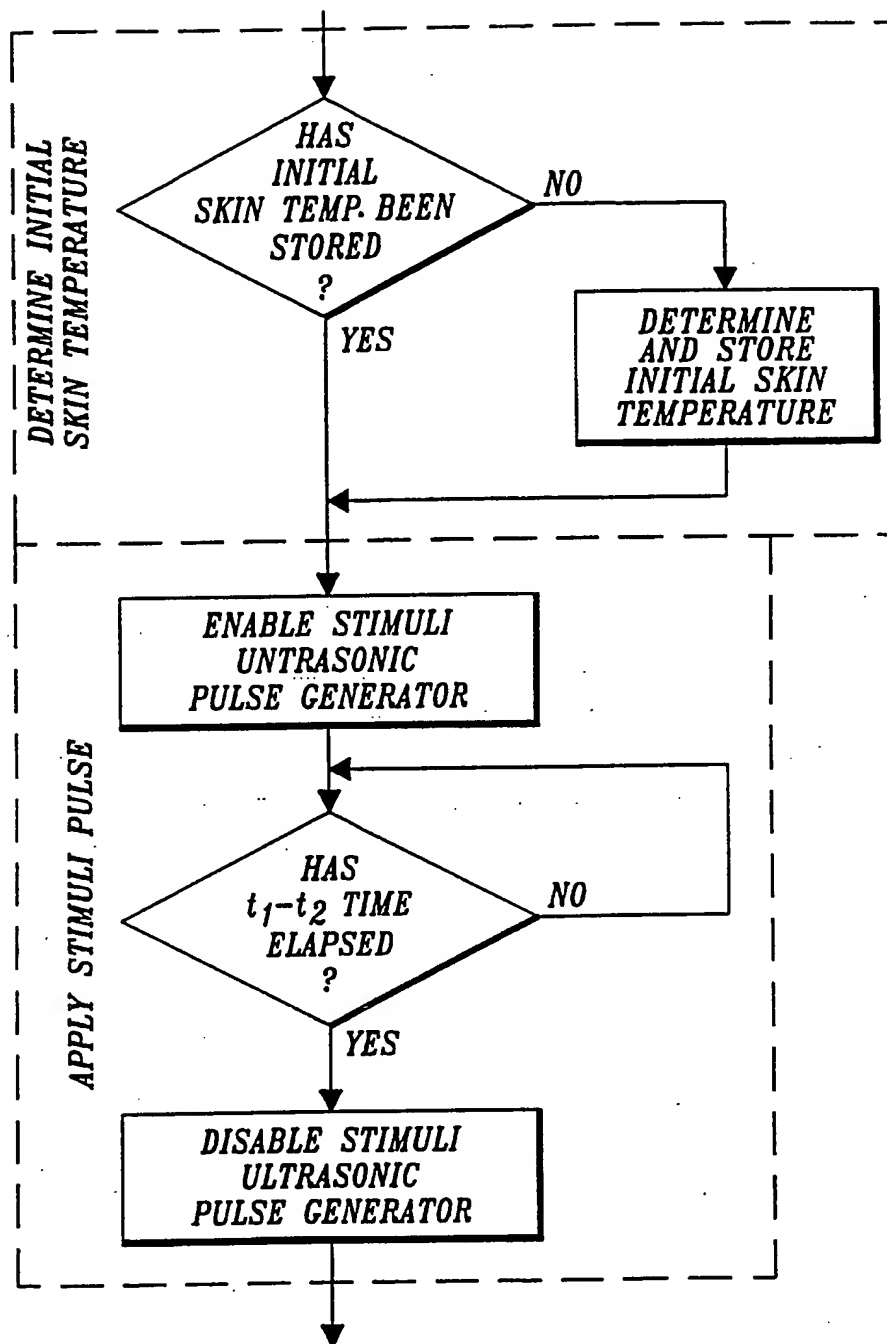 DETERMINE INITIAL
SKIN TEMPERATURE
HAS
INITIAL
SKIN TEMP. BEEN
STORED
?
NO
YES
DETERMINE
AND STORE
INITIAL SKIN
TEMPERATURE
APPLY STIMULI PULSE
ENABLE STIMULI
UNTRASONIC
PULSE GENERATOR
HAS
t1-t2 TIME
ELAPSED
?
NO
YES
DISABLE STIMULI
ULTRASONIC
PULSE GENERATOR